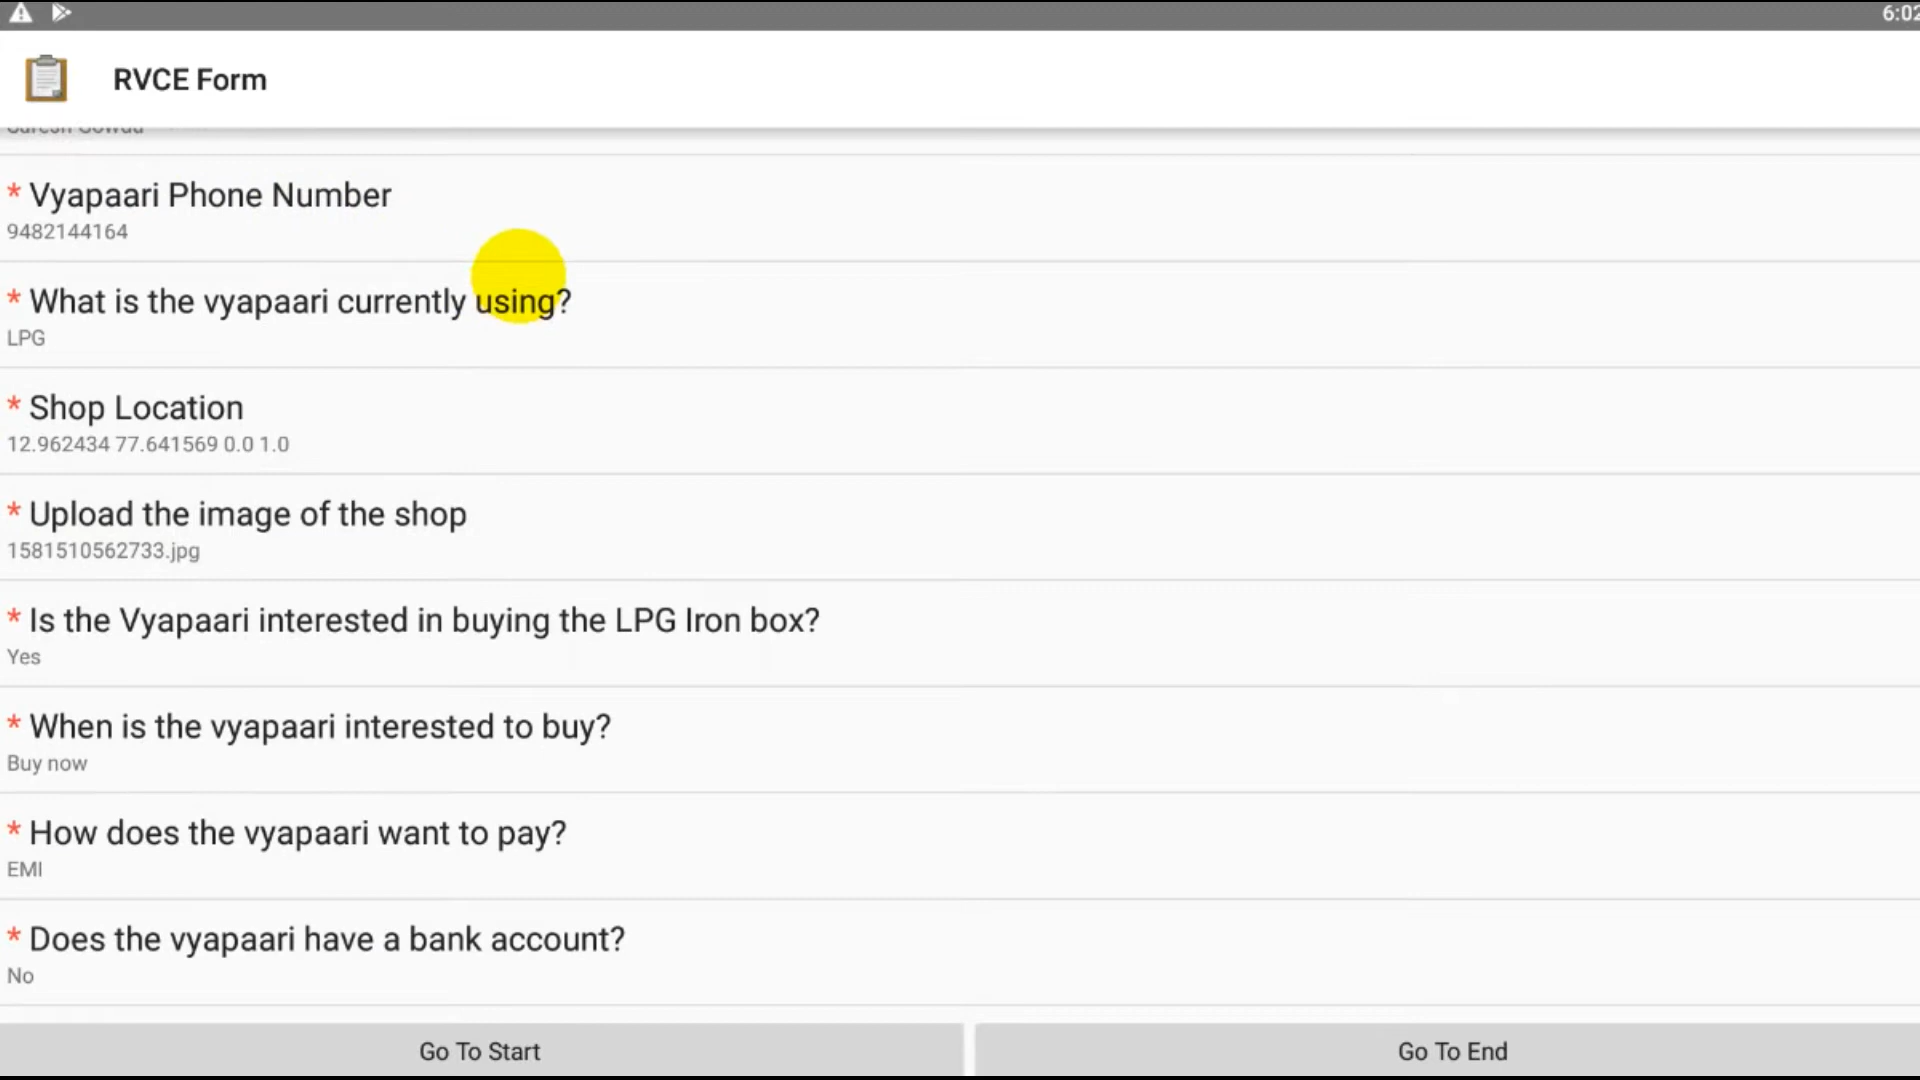 6:02
RVCE Form
* Vyapaari Phone Number
9482144164
* What is the vyapaari currently using?
LPG
* Shop Location
12.962434 77.641569 0.0 1.0
* Upload the image of the shop
1581510562733.jpg
* Is the Vyapaari interested in buying the LPG Iron box?
Yes
* When is the vyapaari interested to buy?
Buy now
* How does the vyapaari want to pay?
EMI
* Does the vyapaari have a bank account?
No
Go To Start
Go To End